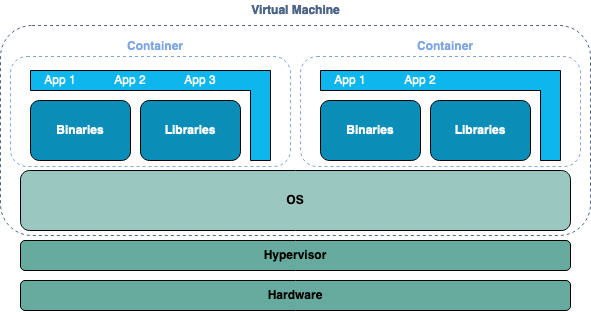 Virtual Machine
Container Container
App 1 App 2 App 3 App 1 App 2
Binaries Libraries Binaries Libraries
OS
Hypervisor
Hardware